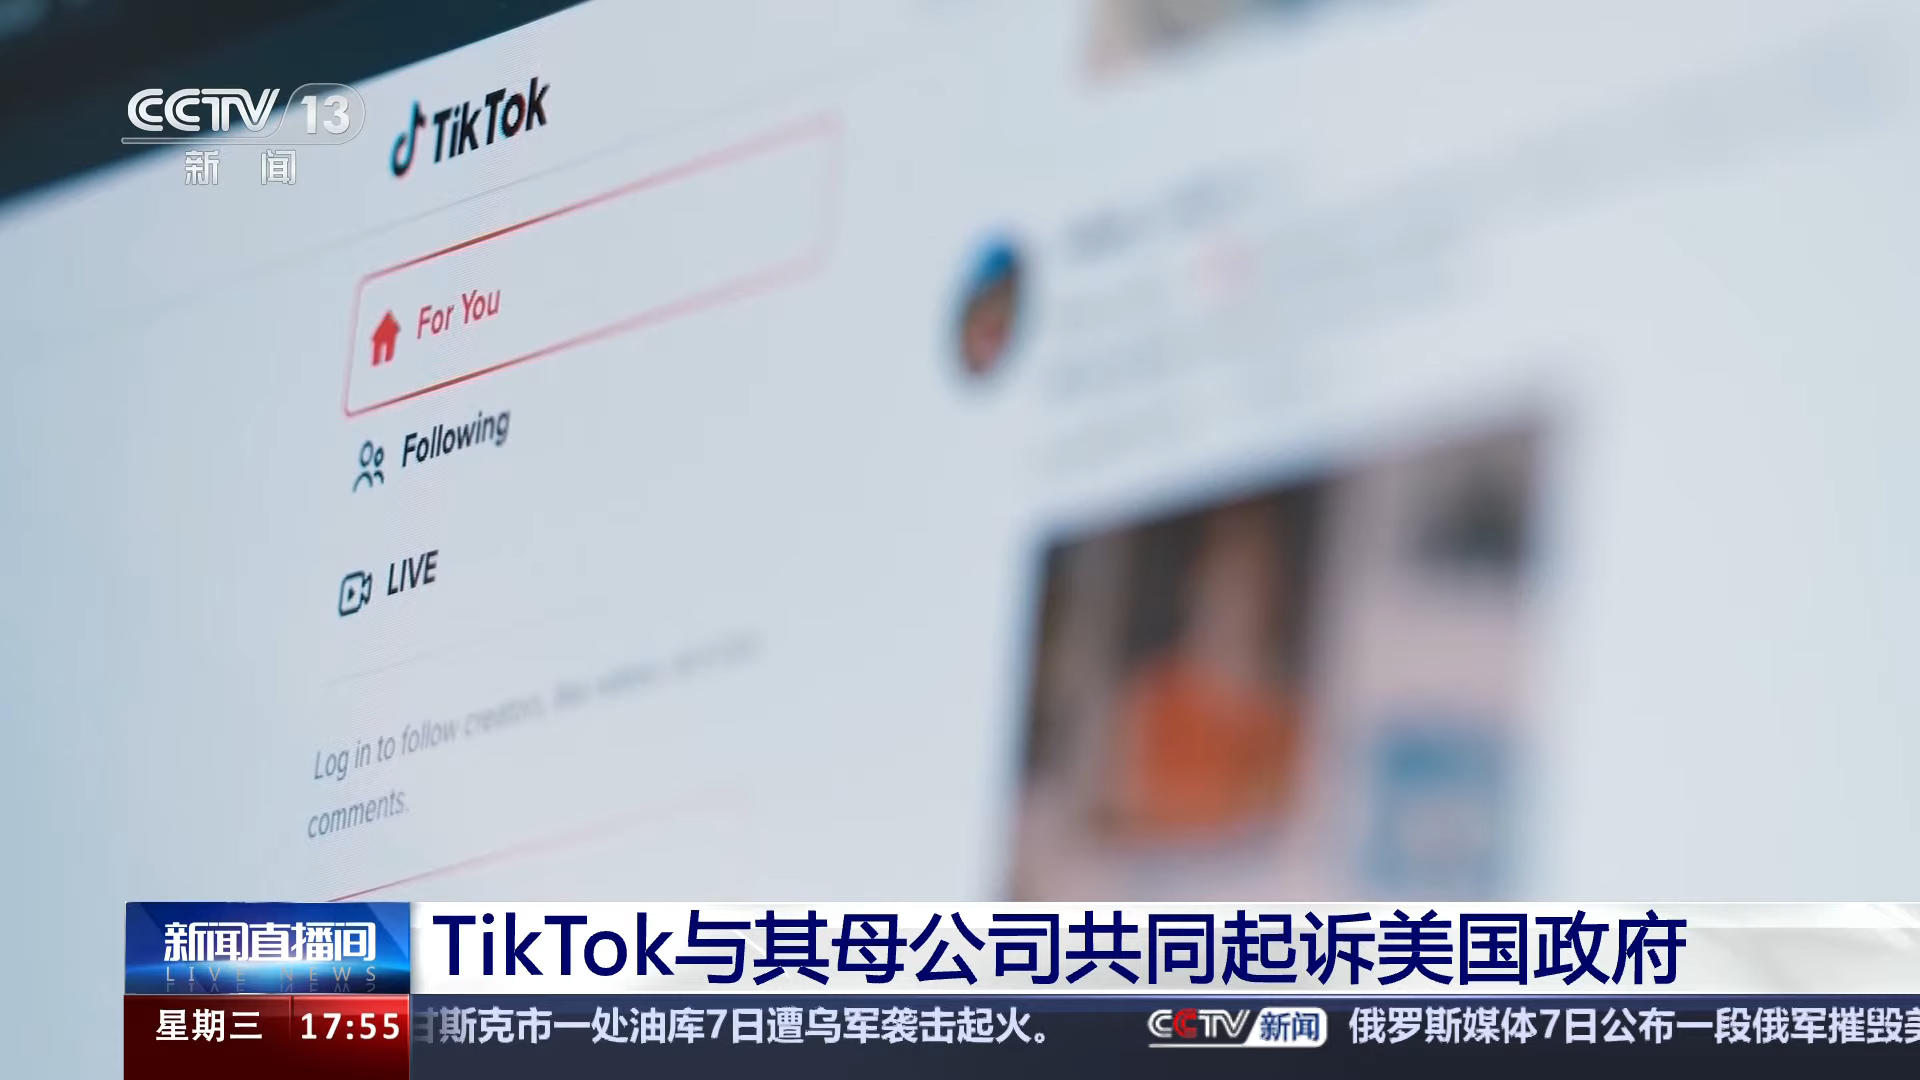 CCTV 13
新闻
TikTok
For You
Following
LIVE
Log in to follow creators, like videos,
comments.
新闻直播间
LIVE NEWS
TikTok与其母公司共同起诉美国政府
星期三 17:55
斯克市一处油库7日遭乌军袭击起火。 CCTV新闻 俄罗斯媒体7日公布一段俄军摧毁